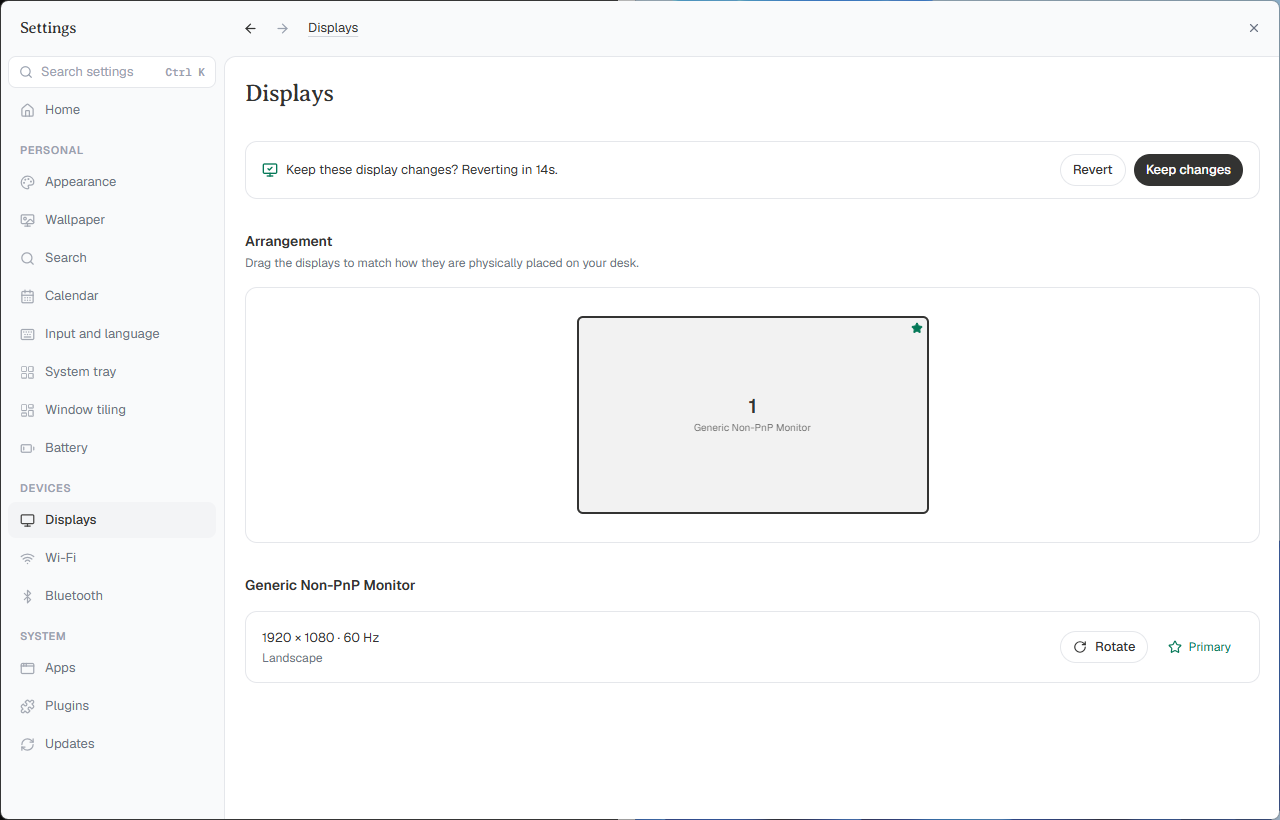 Settings
Displays
Search settings
Ctrl K
Home
PERSONAL
Appearance
Wallpaper
Search
Calendar
Input and language
System tray
Window tiling
Battery
DEVICES
Displays
Wi-Fi
Bluetooth
SYSTEM
Apps
Plugins
Updates
Displays
Keep these display changes? Reverting in 14s.
Revert
Keep changes
Arrangement
Drag the displays to match how they are physically placed on your desk.
1
Generic Non-PnP Monitor
Generic Non-PnP Monitor
1920 × 1080 · 60 Hz
Landscape
Rotate
Primary